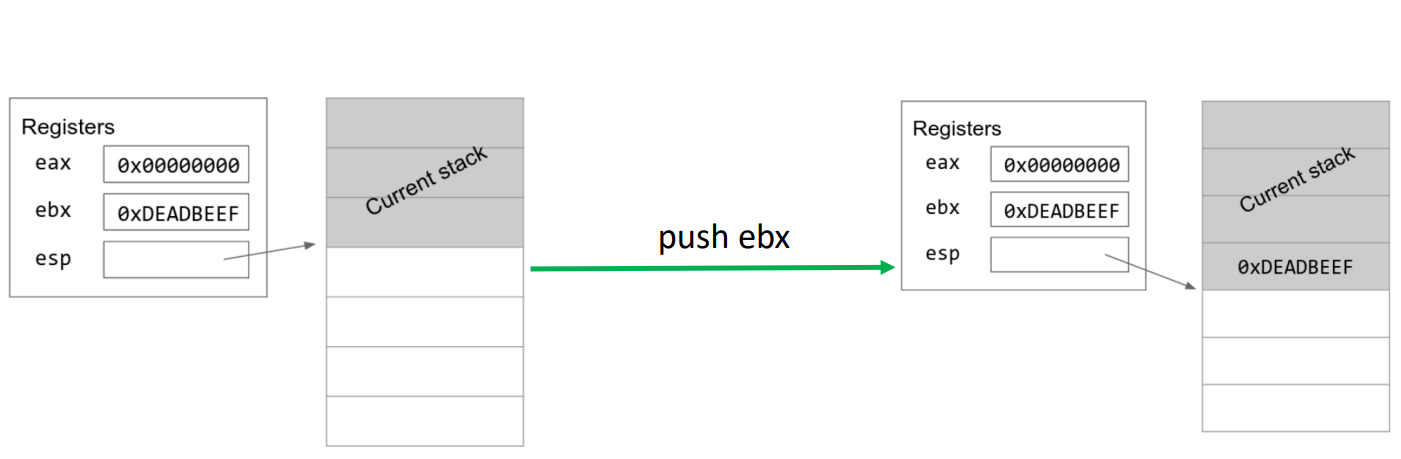 Registers
eax 0x00000000
ebx 0xDEADBEEF
esp
Current stack
push ebx
Registers
eax 0x00000000
ebx 0xDEADBEEF
esp
Current stack
0xDEADBEEF